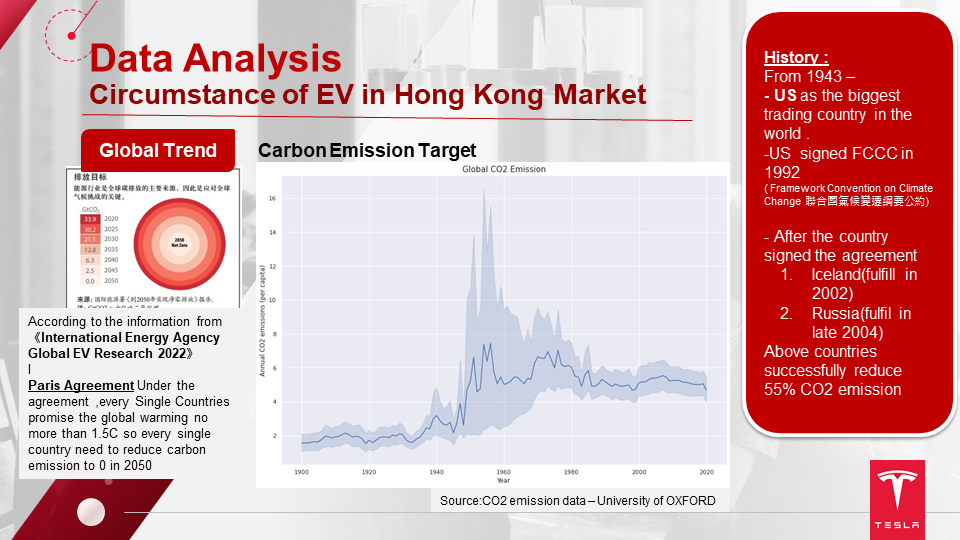 Data Analysis
Circumstance of EV in Hong Kong Market
Global Trend
排放目标
能源行业是全球碳排放的主要来源，因此是应对全球
气候挑战的关键。
GtCO₂
33.9 2020
30.2 2025
21.1 2030
12.8 2035
6.3 2040
2.5 2045
0.0 2050
2050
Net Zero
来源：国际能源署《到2050年实现净零排放》报告。
According to the information from
《International Energy Agency
Global EV Research 2022》
l
Paris Agreement Under the
agreement ,every Single Countries
promise the global warming no
more than 1.5C so every single
country need to reduce carbon
emission to 0 in 2050
Carbon Emission Target
Global CO2 Emission
Annual CO2 emissions (per capita)
16
14
12
10
8
6
4
2
1900 1920 1940 1960 1980 2000 2020
Year
Source:CO2 emission data – University of OXFORD
History :
From 1943 –
- US as the biggest
trading country in the
world .
-US signed FCCC in
1992
( Framework Convention on Climate
Change 聯合國氣候變遷綱要公約)
- After the country
signed the agreement
1. Iceland(fulfill in
2002)
2. Russia(fulfil in
late 2004)
Above countries
successfully reduce
55% CO2 emission
TESLA